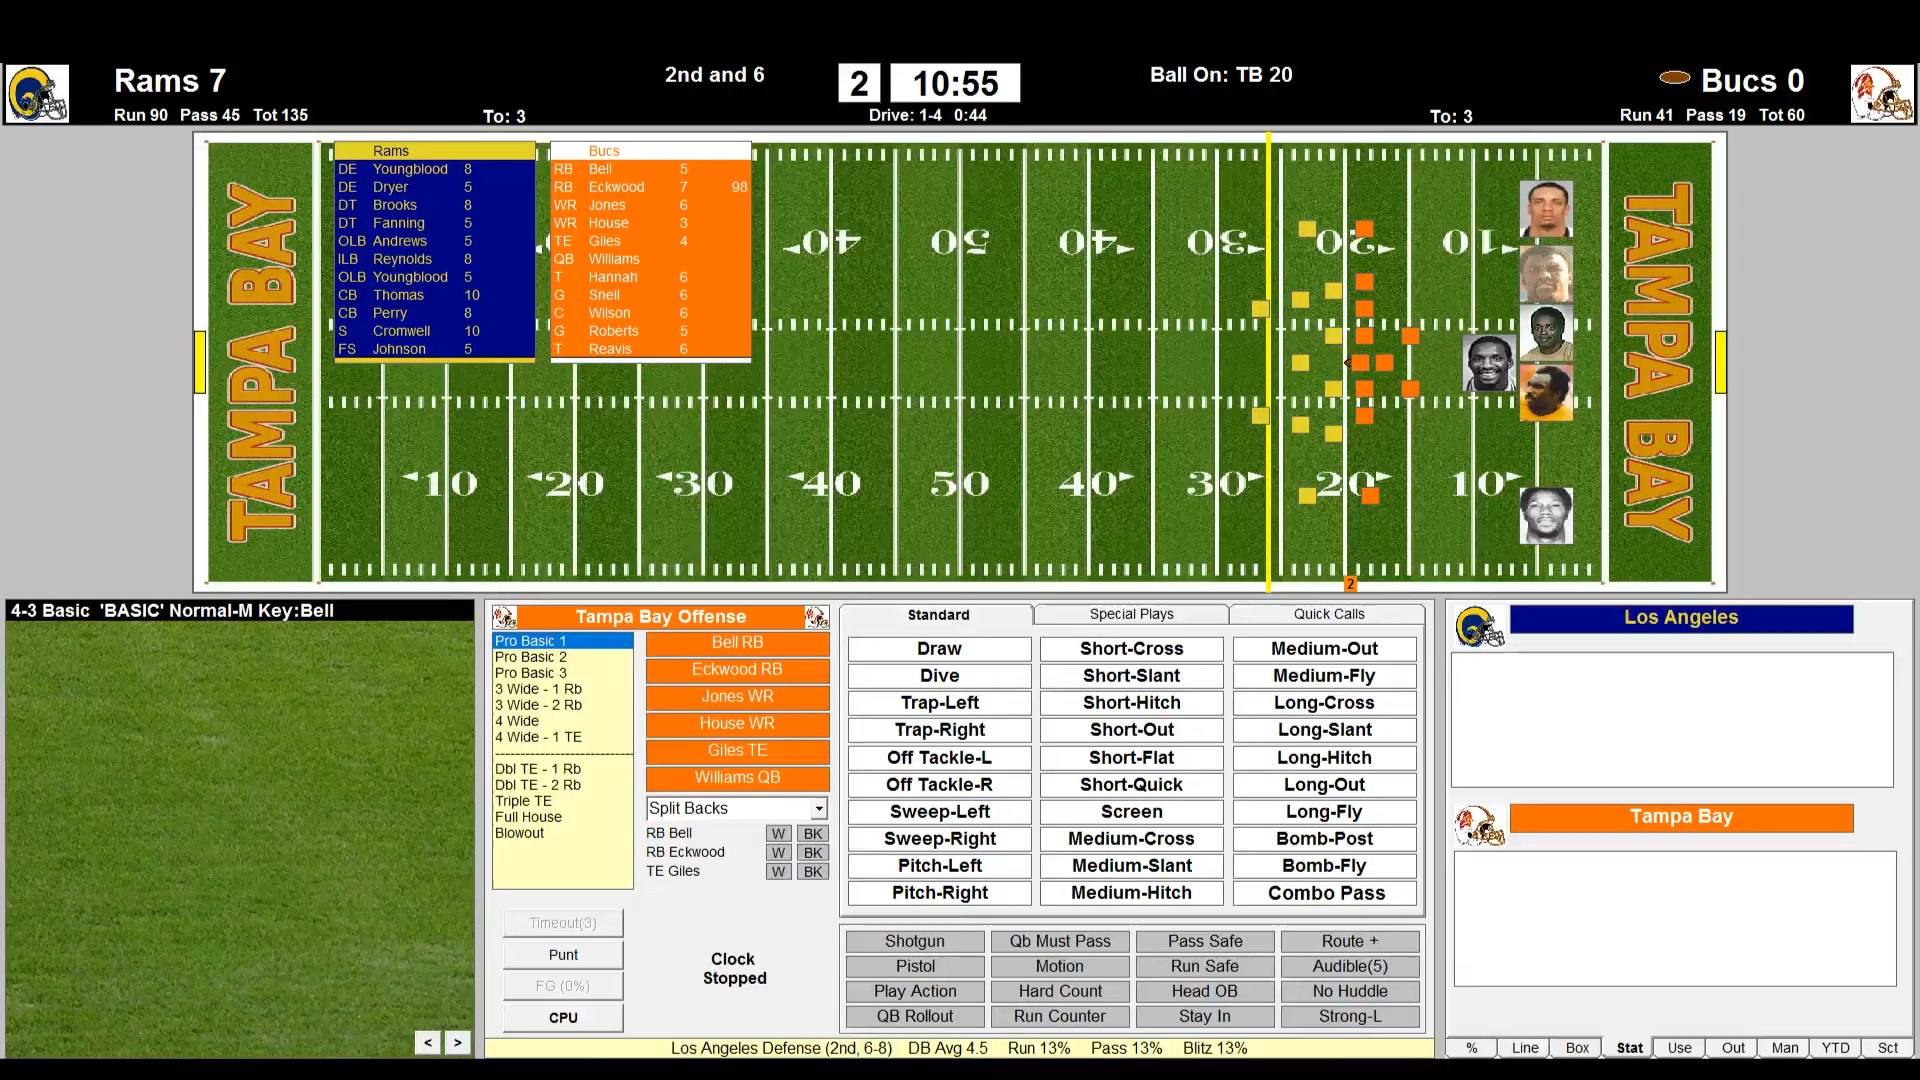 Rams 7
2nd and 6
2 10:55
Ball On: TB 20
Bucs 0
Run 90 Pass 45 Tot 135
To: 3
Drive: 1-4 0:44
To: 3
Run 41 Pass 19 Tot 60
Rams
DE Youngblood 8
DE Dryer 5
DT Brooks 8
DT Fanning 5
OLB Andrews 5
ILB Reynolds 8
OLB Youngblood 5
CB Thomas 10
CB Perry 8
S Cromwell 10
FS Johnson 5
Bucs
RB Bell 5
RB Eckwood 7 98
WR Jones 6
WR House 3
TE Giles 4
QB Williams
T Hannah 6
G Snell 6
C Wilson 6
G Roberts 5
T Reavis 6
TAMPA BAY
40 50 40 30 20 10
10 20 30 40 50 40 30 20 10
TAMPA BAY
2
4-3 Basic 'BASIC' Normal-M Key:Bell
< >
Tampa Bay Offense
Pro Basic 1
Pro Basic 2
Pro Basic 3
3 Wide - 1 Rb
3 Wide - 2 Rb
4 Wide
4 Wide - 1 TE
Dbl TE - 1 Rb
Dbl TE - 2 Rb
Triple TE
Full House
Blowout
Bell RB
Eckwood RB
Jones WR
House WR
Giles TE
Williams QB
Split Backs
RB Bell W BK
RB Eckwood W BK
TE Giles W BK
Timeout(3)
Punt
FG (0%)
CPU
Clock
Stopped
Standard Special Plays Quick Calls
Draw Short-Cross Medium-Out
Dive Short-Slant Medium-Fly
Trap-Left Short-Hitch Long-Cross
Trap-Right Short-Out Long-Slant
Off Tackle-L Short-Flat Long-Hitch
Off Tackle-R Short-Quick Long-Out
Sweep-Left Screen Long-Fly
Sweep-Right Medium-Cross Bomb-Post
Pitch-Left Medium-Slant Bomb-Fly
Pitch-Right Medium-Hitch Combo Pass
Shotgun Qb Must Pass Pass Safe Route +
Pistol Motion Run Safe Audible(5)
Play Action Hard Count Head OB No Huddle
QB Rollout Run Counter Stay In Strong-L
Los Angeles Defense (2nd, 6-8) DB Avg 4.5 Run 13% Pass 13% Blitz 13%
Los Angeles
Tampa Bay
% Line Box Stat Use Out Man YTD Sct